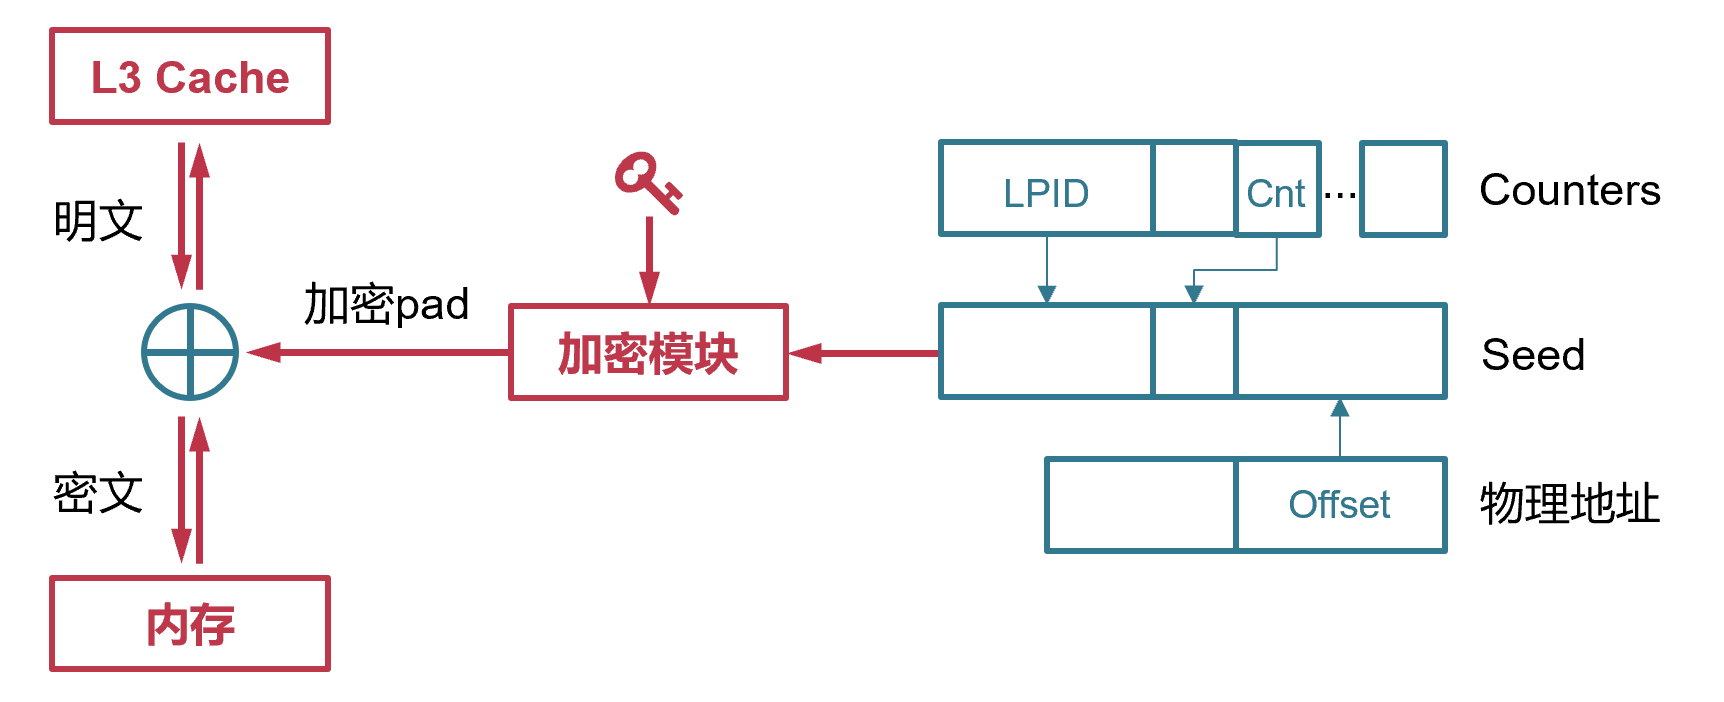 L3 Cache
明文
加密pad
密文
内存
加密模块
LPID
Cnt
...
Counters
Seed
Offset
物理地址